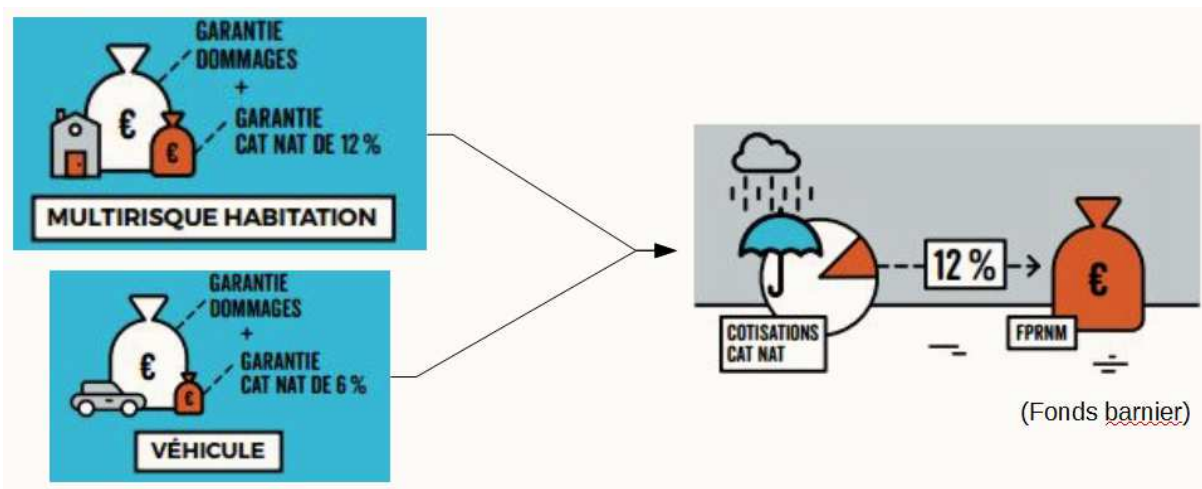 GARANTIE
DOMMAGES
+
GARANTIE
CAT NAT DE 12 %
€
€
MULTIRISQUE HABITATION
GARANTIE
DOMMAGES
+
GARANTIE
CAT NAT DE 6 %
€
€
VÉHICULE
12 %
€
COTISATIONS
CAT NAT
FPRNM
(Fonds barnier)